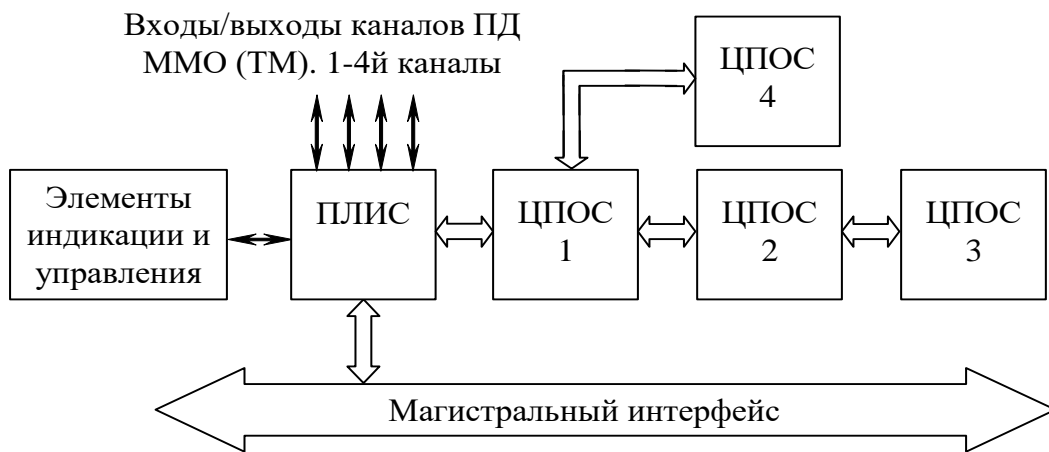 Входы/выходы каналов ПД
ММО (ТМ). 1-4й каналы
ЦПОС
4
Элементы
индикации и
управления
ПЛИС
ЦПОС
1
ЦПОС
2
ЦПОС
3
Магистральный интерфейс